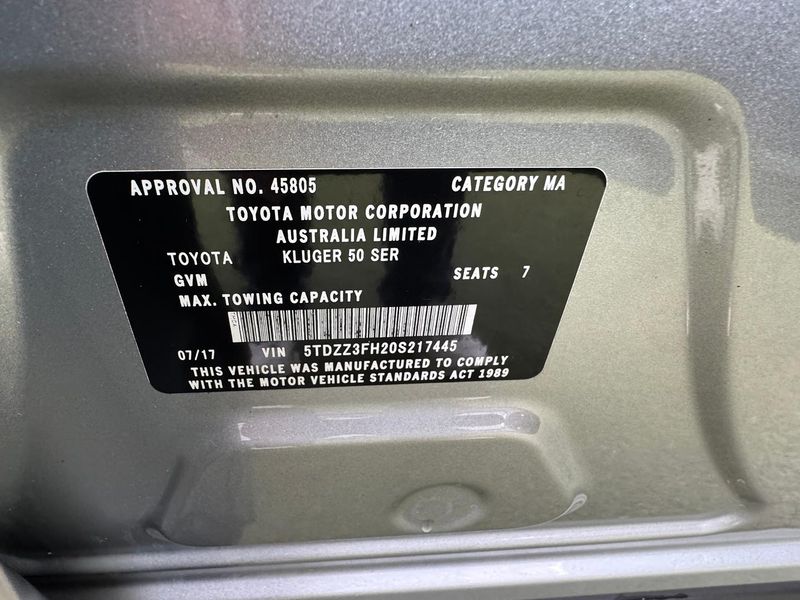 APPROVAL NO. 45805 CATEGORY MA
TOYOTA MOTOR CORPORATION
AUSTRALIA LIMITED
TOYOTA KLUGER 50 SER
GVM SEATS 7
MAX. TOWING CAPACITY
07/17 VIN 5TDZZ3FH20S217445
THIS VEHICLE WAS MANUFACTURED TO COMPLY
WITH THE MOTOR VEHICLE STANDARDS ACT 1989